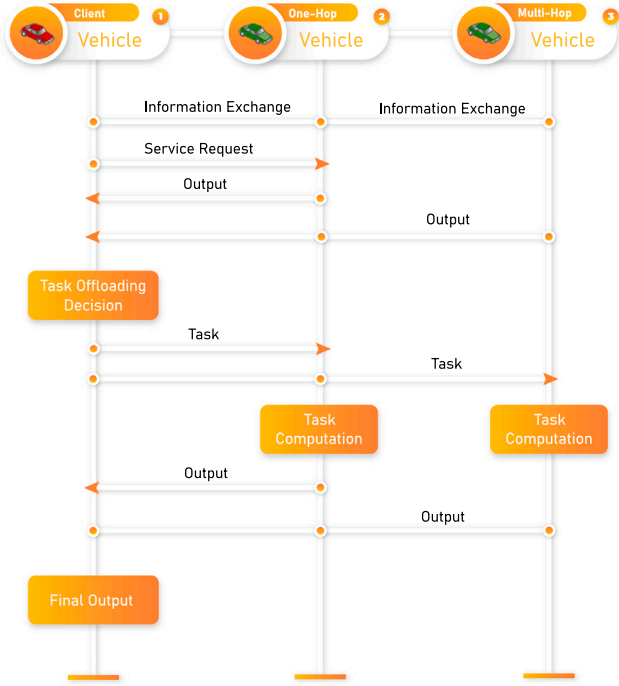 Client
1
Vehicle
One-Hop
2
Vehicle
Multi-Hop
3
Vehicle
Information Exchange
Information Exchange
Service Request
Output
Output
Task Offloading
Decision
Task
Task
Task
Computation
Task
Computation
Output
Output
Final Output